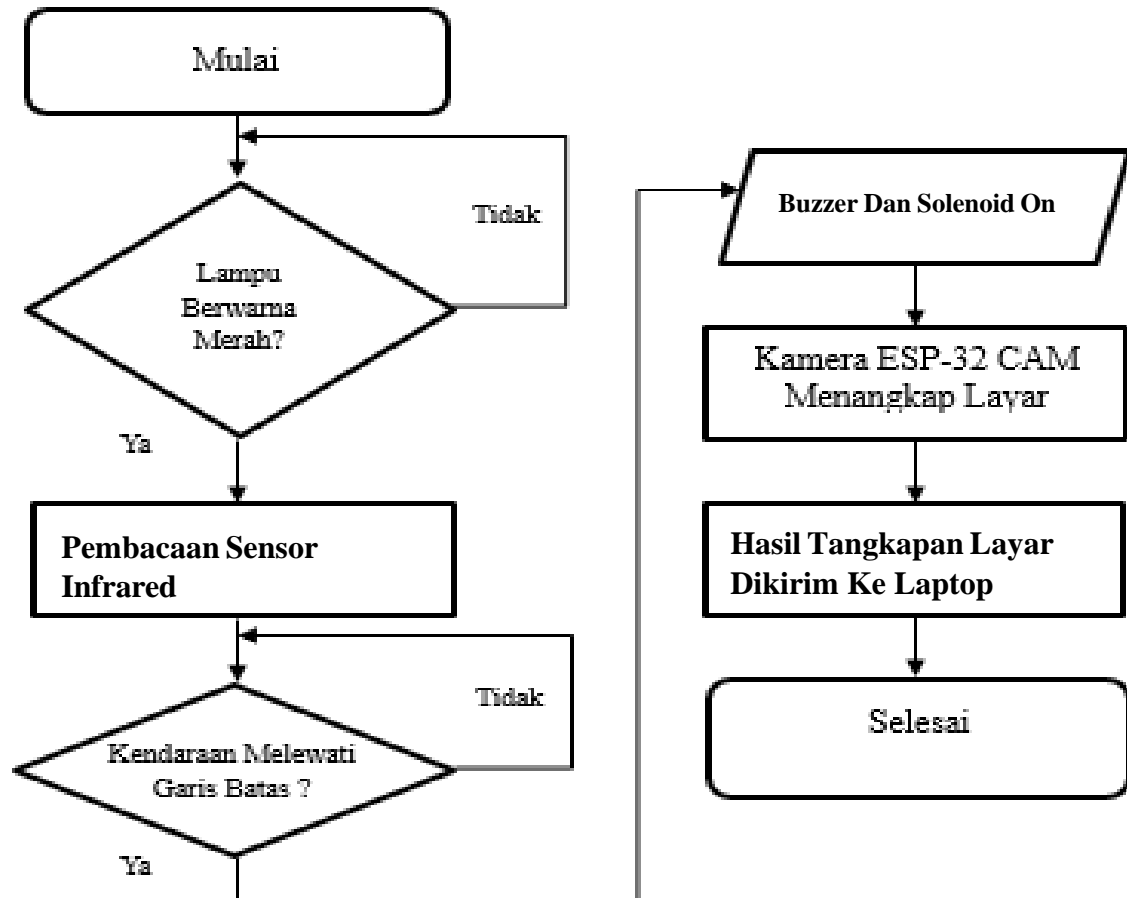 Mulai
Tidak
Lampu
Berwarna
Merah?
Ya
Pembacaan Sensor
Infrared
Tidak
Kendaraan Melewati
Garis Batas ?
Ya
Buzzer Dan Solenoid On
Kamera ESP-32 CAM
Menangkap Layar
Hasil Tangkapan Layar
Dikirim Ke Laptop
Selesai